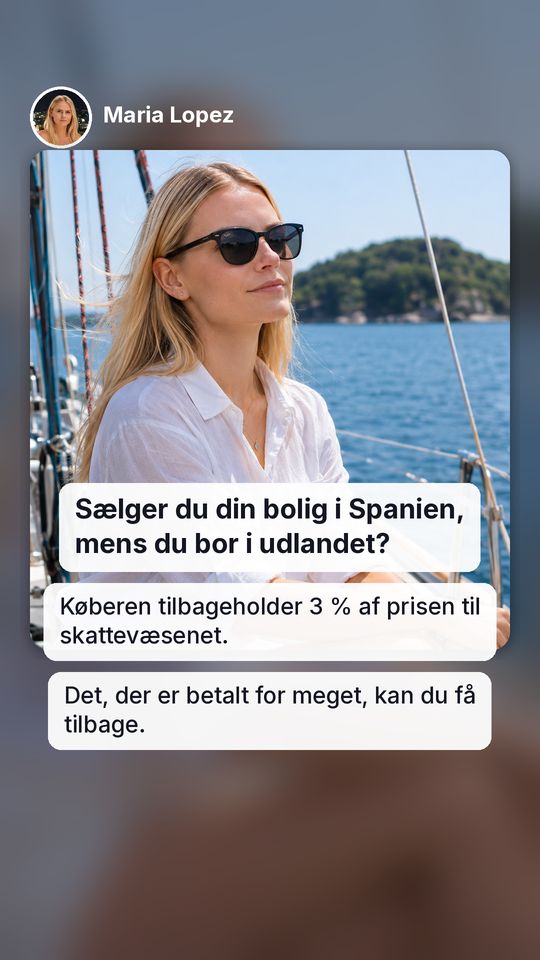 Maria Lopez
Sælger du din bolig i Spanien,
mens du bor i udlandet?
Køberen tilbageholder 3 % af prisen til
skattevæsenet.
Det, der er betalt for meget, kan du få
tilbage.